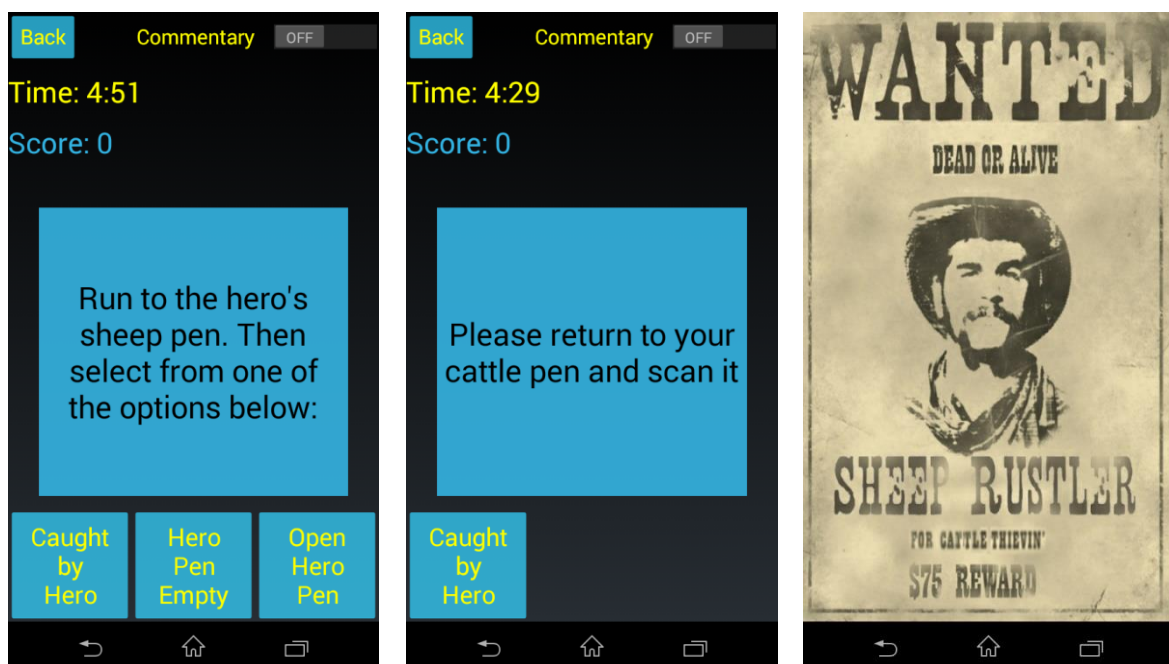 Back Commentary OFF
Time: 4:51
Score: 0
Run to the hero's
sheep pen. Then
select from one of
the options below:
Caught
by
Hero
Hero
Pen
Empty
Open
Hero
Pen
Back Commentary OFF
Time: 4:29
Score: 0
Please return to your
cattle pen and scan it
Caught
by
Hero
WANTED
DEAD OR ALIVE
SHEEP RUSTLER
FOR CATTLE THIEVIN'
$75 REWARD